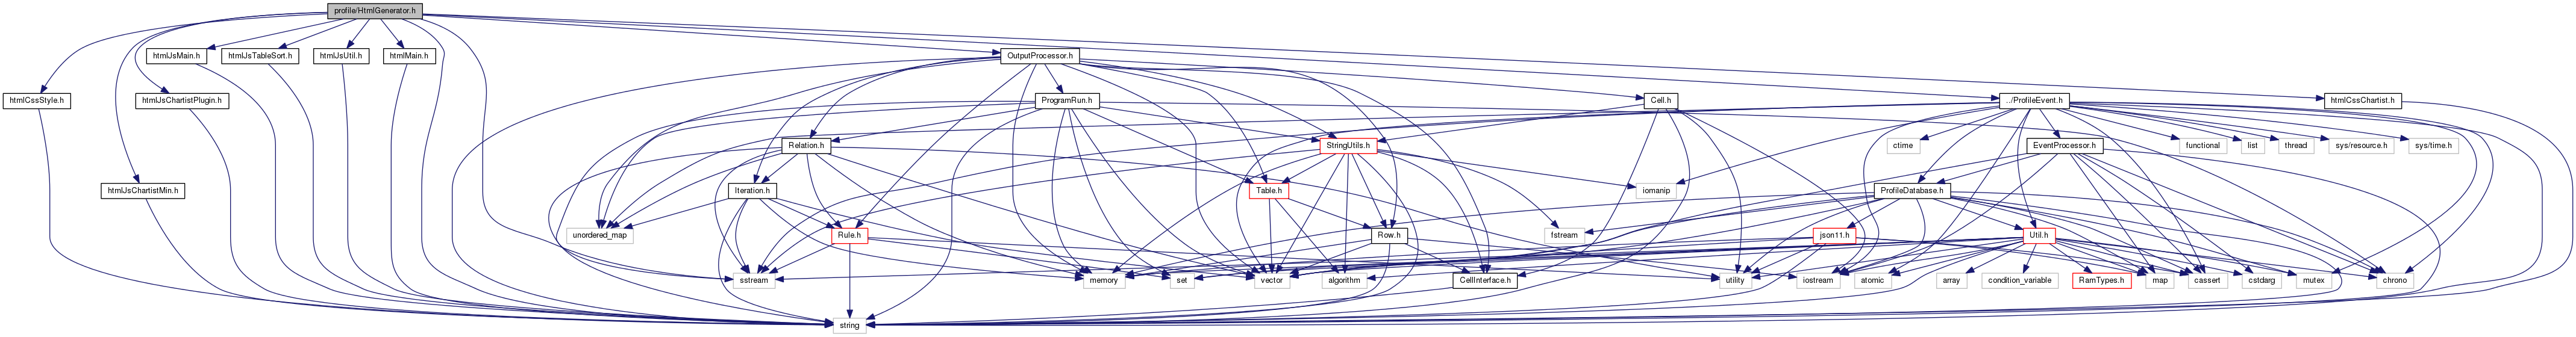 profile/HtmlGenerator.h
htmlJsMain.h
htmlJsTableSort.h
htmlJsUtil.h
htmlMain.h
OutputProcessor.h
htmlCssStyle.h
htmlJsChartistPlugin.h
ProgramRun.h
Cell.h
../ProfileEvent.h
htmlCssChartist.h
Relation.h
StringUtils.h
ctime
EventProcessor.h
functional
list
thread
sys/resource.h
sys/time.h
htmlJsChartistMin.h
Iteration.h
Table.h
iomanip
ProfileDatabase.h
unordered_map
Rule.h
fstream
Row.h
json11.h
Util.h
sstream
memory
set
vector
algorithm
CellInterface.h
utility
iostream
atomic
array
condition_variable
RamTypes.h
map
cassert
cstdarg
mutex
chrono
string